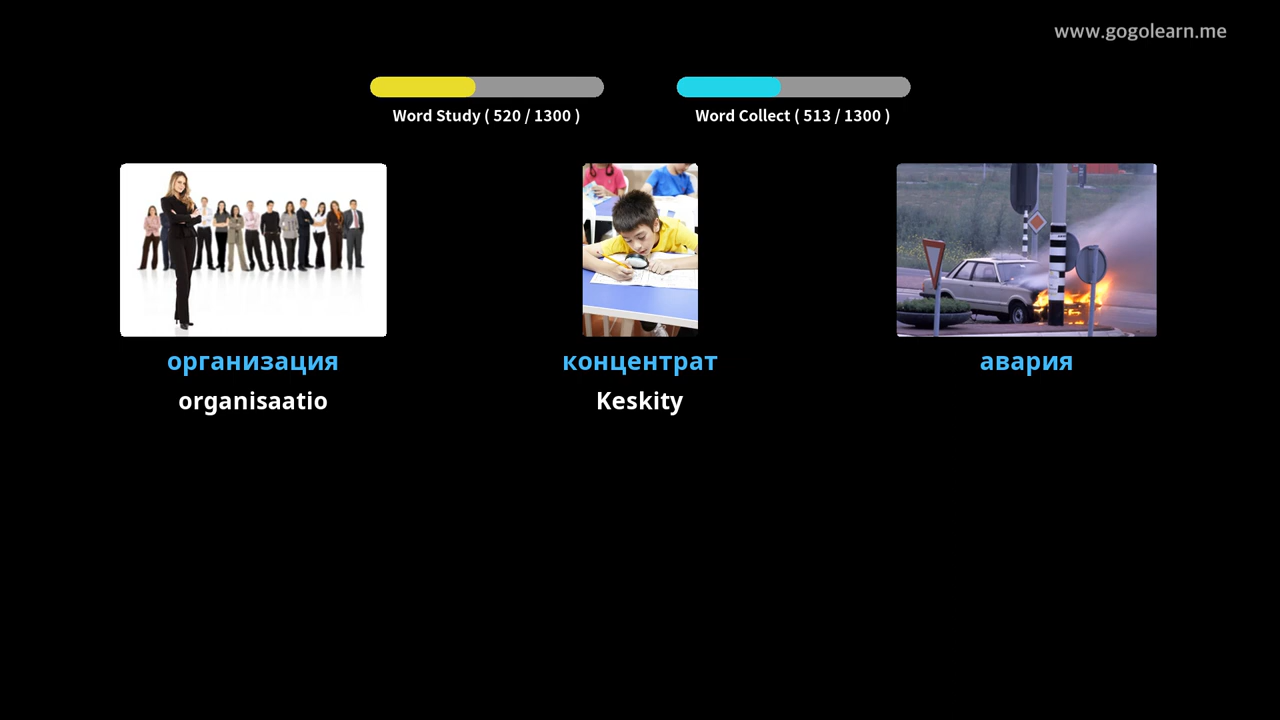 www.gogolearn.me
Word Study ( 520 / 1300 )
Word Collect ( 513 / 1300 )
организация
концентрат
авария
organisaatio
Keskity